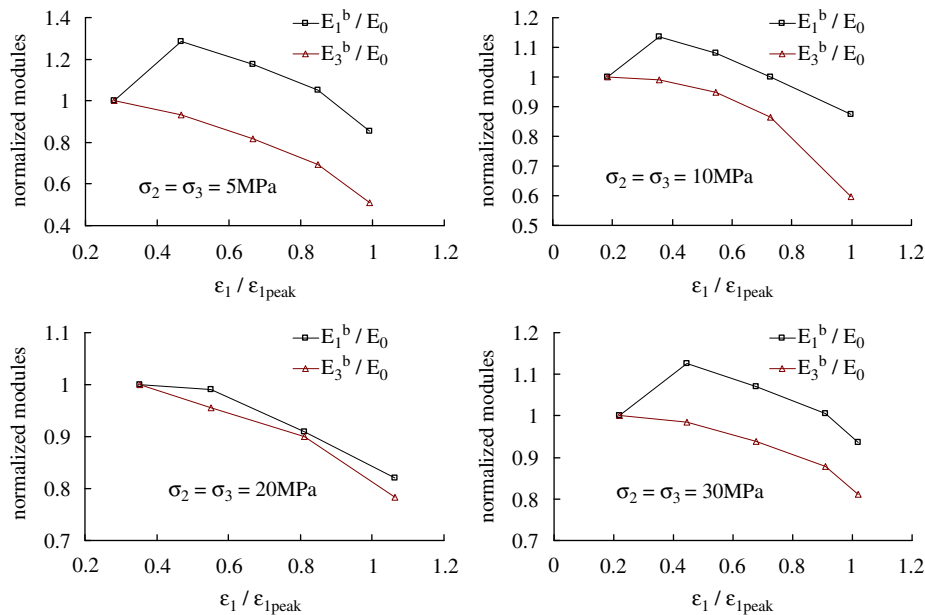 1.4
1.2
1
0.8
0.6
0.4
0.2 0.4 0.6 0.8 1 1.2
normalized modules
ε₁ / ε₁peak
E₁ᵇ / E₀
E₃ᵇ / E₀
σ₂ = σ₃ = 5MPa
1.2
1.1
1
0.9
0.8
0.7
0.6
0.5
0 0.2 0.4 0.6 0.8 1 1.2
normalized modules
ε₁ / ε₁peak
E₁ᵇ / E₀
E₃ᵇ / E₀
σ₂ = σ₃ = 10MPa
1.1
1
0.9
0.8
0.7
0.2 0.4 0.6 0.8 1 1.2
normalized modules
ε₁ / ε₁peak
E₁ᵇ / E₀
E₃ᵇ / E₀
σ₂ = σ₃ = 20MPa
1.2
1.1
1
0.9
0.8
0.7
0 0.2 0.4 0.6 0.8 1 1.2
normalized modules
ε₁ / ε₁peak
E₁ᵇ / E₀
E₃ᵇ / E₀
σ₂ = σ₃ = 30MPa